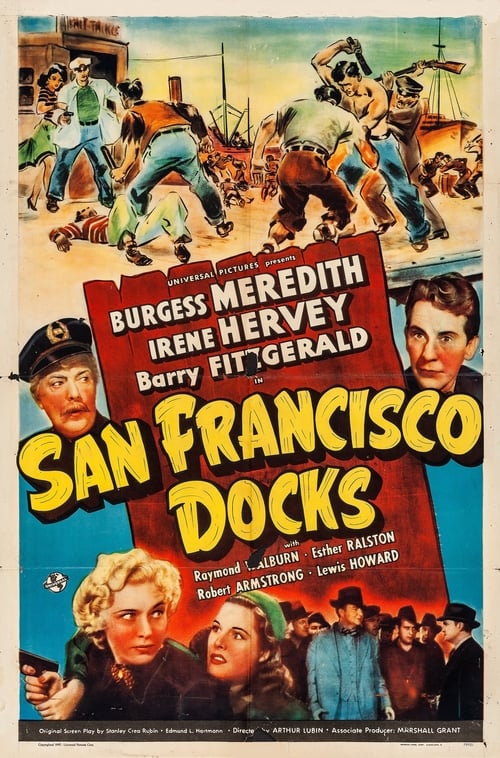 BAIT-TACKLE
UNIVERSAL PICTURES presents
BURGESS MEREDITH
IRENE HERVEY
Barry FITZGERALD
IN
SAN FRANCISCO
DOCKS
with
Raymond WALBURN - Esther RALSTON
Robert ARMSTRONG - Lewis HOWARD
Original Screen Play by Stanley Crea Rubin - Edmund L. Hartmann - Directed by ARTHUR LUBIN - Associate Producer: MARSHALL GRANT